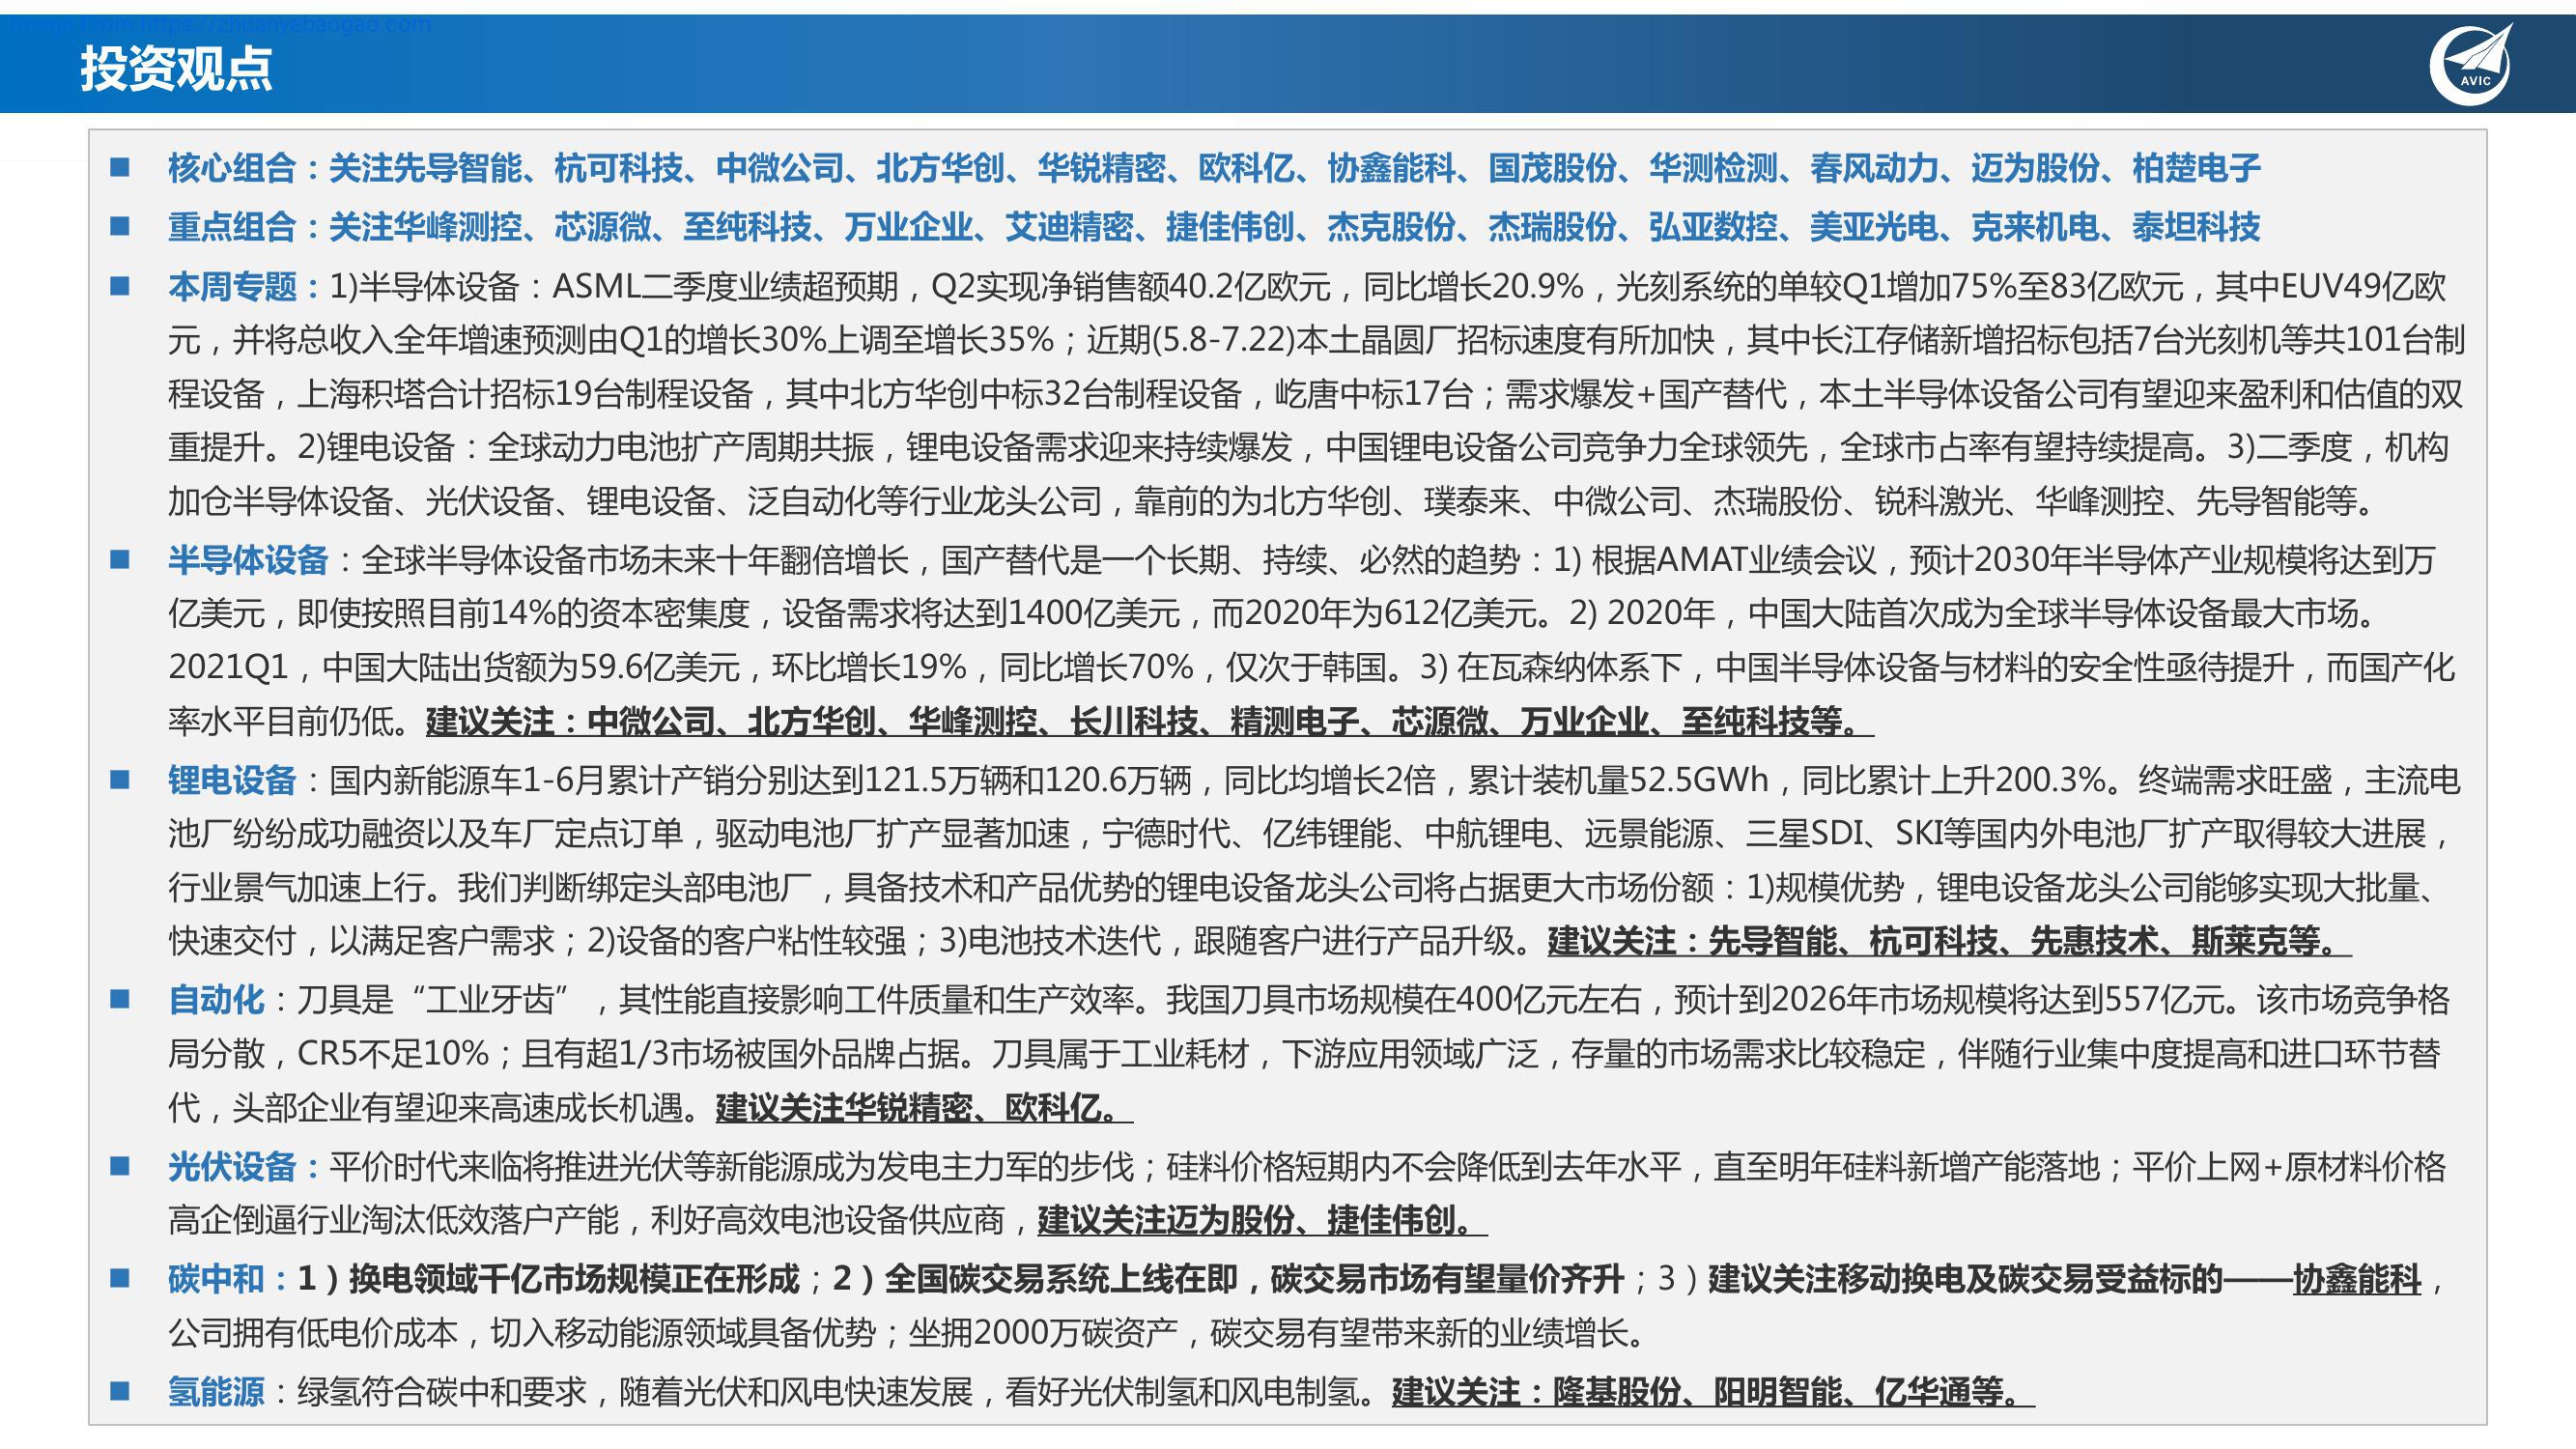 Image From https://zhuanyebaogao.com
投资观点
AVIC
■ 核心组合：关注先导智能、杭可科技、中微公司、北方华创、华锐精密、欧科亿、协鑫能科、国茂股份、华测检测、春风动力、迈为股份、柏楚电子
■ 重点组合：关注华峰测控、芯源微、至纯科技、万业企业、艾迪精密、捷佳伟创、杰克股份、杰瑞股份、弘亚数控、美亚光电、克来机电、泰坦科技
■ 本周专题：1)半导体设备：ASML二季度业绩超预期，Q2实现净销售额40.2亿欧元，同比增长20.9%，光刻系统的单较Q1增加75%至83亿欧元，其中EUV49亿欧
元，并将总收入全年增速预测由Q1的增长30%上调至增长35%；近期(5.8-7.22)本土晶圆厂招标速度有所加快，其中长江存储新增招标包括7台光刻机等共101台制
程设备，上海积塔合计招标19台制程设备，其中北方华创中标32台制程设备，屹唐中标17台；需求爆发+国产替代，本土半导体设备公司有望迎来盈利和估值的双
重提升。2)锂电设备：全球动力电池扩产周期共振，锂电设备需求迎来持续爆发，中国锂电设备公司竞争力全球领先，全球市占率有望持续提高。3)二季度，机构
加仓半导体设备、光伏设备、锂电设备、泛自动化等行业龙头公司，靠前的为北方华创、璞泰来、中微公司、杰瑞股份、锐科激光、华峰测控、先导智能等。
■ 半导体设备：全球半导体设备市场未来十年翻倍增长，国产替代是一个长期、持续、必然的趋势：1) 根据AMAT业绩会议，预计2030年半导体产业规模将达到万
亿美元，即使按照目前14%的资本密集度，设备需求将达到1400亿美元，而2020年为612亿美元。2) 2020年，中国大陆首次成为全球半导体设备最大市场。
2021Q1，中国大陆出货额为59.6亿美元，环比增长19%，同比增长70%，仅次于韩国。3) 在瓦森纳体系下，中国半导体设备与材料的安全性亟待提升，而国产化
率水平目前仍低。建议关注：中微公司、北方华创、华峰测控、长川科技、精测电子、芯源微、万业企业、至纯科技等。
■ 锂电设备：国内新能源车1-6月累计产销分别达到121.5万辆和120.6万辆，同比均增长2倍，累计装机量52.5GWh，同比累计上升200.3%。终端需求旺盛，主流电
池厂纷纷成功融资以及车厂定点订单，驱动电池厂扩产显著加速，宁德时代、亿纬锂能、中航锂电、远景能源、三星SDI、SKI等国内外电池厂扩产取得较大进展，
行业景气加速上行。我们判断绑定头部电池厂，具备技术和产品优势的锂电设备龙头公司将占据更大市场份额：1)规模优势，锂电设备龙头公司能够实现大批量、
快速交付，以满足客户需求；2)设备的客户粘性较强；3)电池技术迭代，跟随客户进行产品升级。建议关注：先导智能、杭可科技、先惠技术、斯莱克等。
■ 自动化：刀具是“工业牙齿”，其性能直接影响工件质量和生产效率。我国刀具市场规模在400亿元左右，预计到2026年市场规模将达到557亿元。该市场竞争格
局分散，CR5不足10%；且有超1/3市场被国外品牌占据。刀具属于工业耗材，下游应用领域广泛，存量的市场需求比较稳定，伴随行业集中度提高和进口环节替
代，头部企业有望迎来高速成长机遇。建议关注华锐精密、欧科亿。
■ 光伏设备：平价时代来临将推进光伏等新能源成为发电主力军的步伐；硅料价格短期内不会降低到去年水平，直至明年硅料新增产能落地；平价上网+原材料价格
高企倒逼行业淘汰低效落户产能，利好高效电池设备供应商，建议关注迈为股份、捷佳伟创。
■ 碳中和：1）换电领域千亿市场规模正在形成；2）全国碳交易系统上线在即，碳交易市场有望量价齐升；3）建议关注移动换电及碳交易受益标的——协鑫能科，
公司拥有低电价成本，切入移动能源领域具备优势；坐拥2000万碳资产，碳交易有望带来新的业绩增长。
■ 氢能源：绿氢符合碳中和要求，随着光伏和风电快速发展，看好光伏制氢和风电制氢。建议关注：隆基股份、阳明智能、亿华通等。